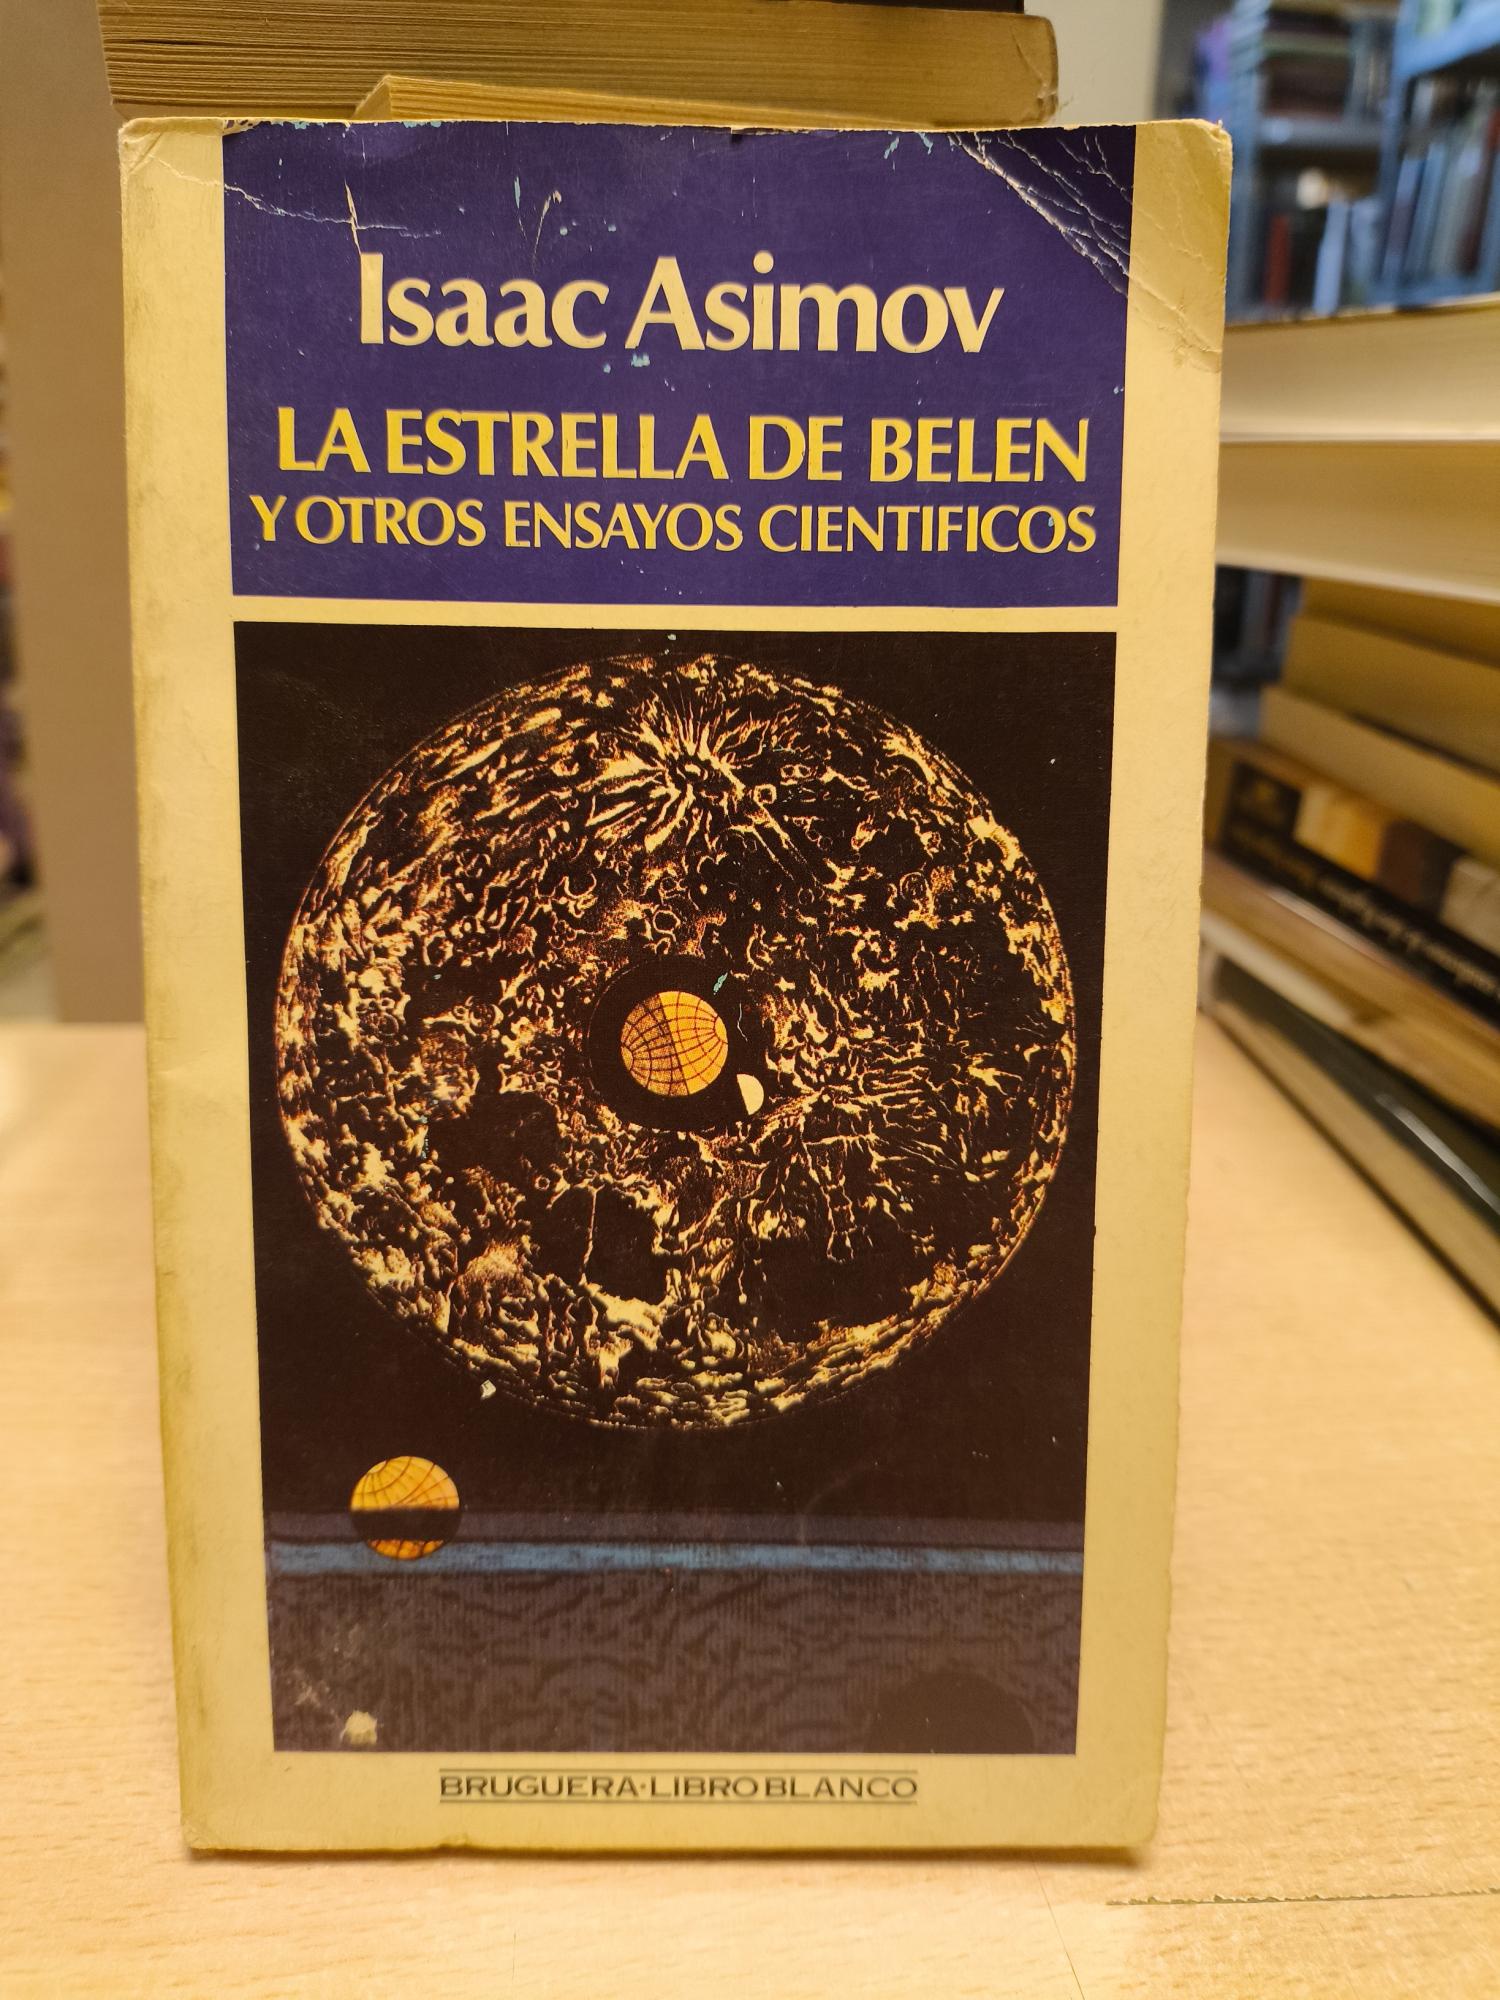 Isaac Asimov
LA ESTRELLA DE BELEN
Y OTROS ENSAYOS CIENTIFICOS
BRUGUERA·LIBRO BLANCO